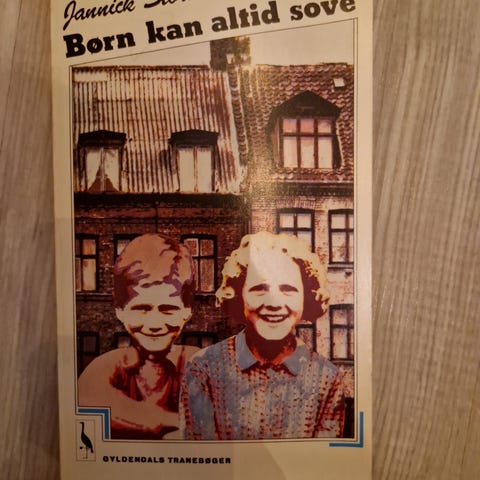 Jannick
Børn kan altid sove
GYLDENDALS TRANEBØGER